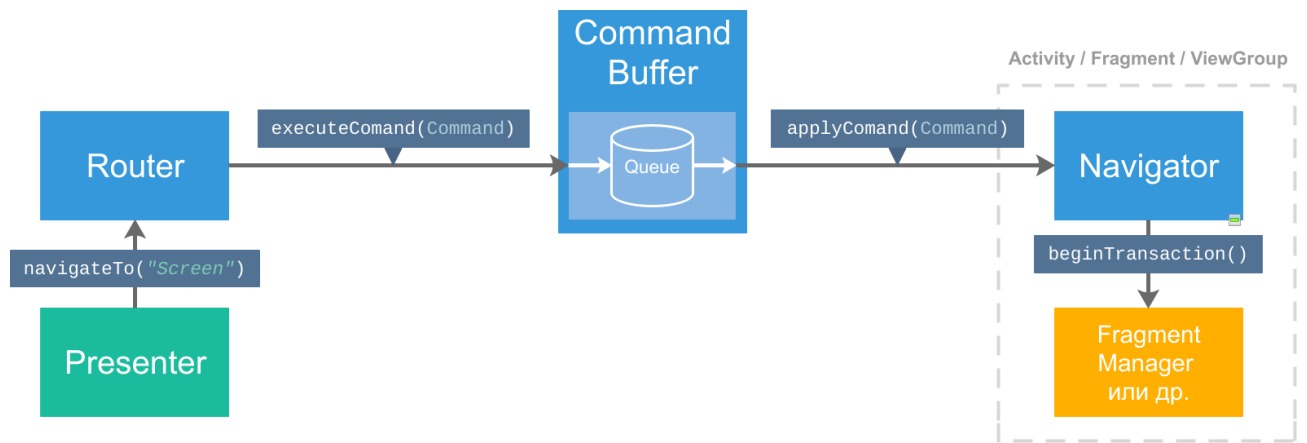 Command
Buffer
Activity / Fragment / ViewGroup
executeComand(Command)
applyComand(Command)
Router
Queue
Navigator
navigateTo("Screen")
beginTransaction()
Presenter
Fragment
Manager
или др.